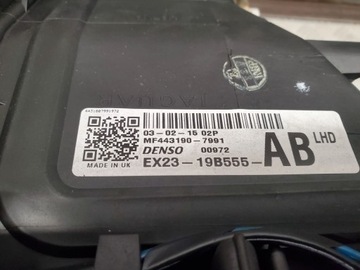 03-02-15 02P
MF443190-7991
DENSO 00972
EX23-19B555-AB LHD
MADE IN UK